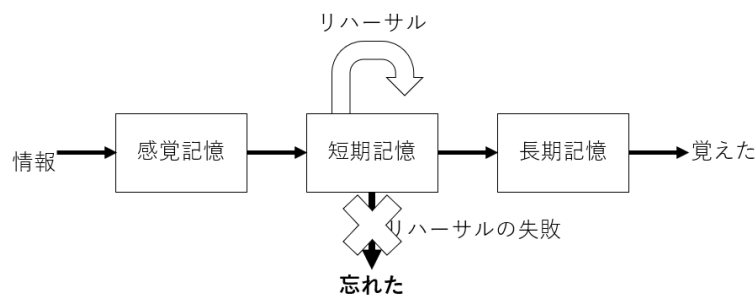 リハーサル
情報
感覚記憶
短期記憶
長期記憶
覚えた
リハーサルの失敗
忘れた